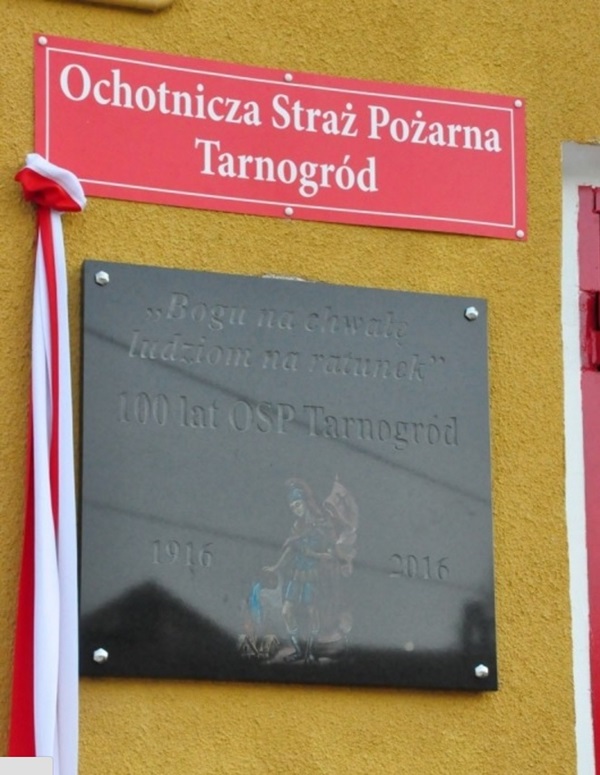 Ochotnicza Straż Pożarna
Tarnogród
„Bogu na chwałę
ludziom na ratunek”
100 lat OSP Tarnogród
1916 2016